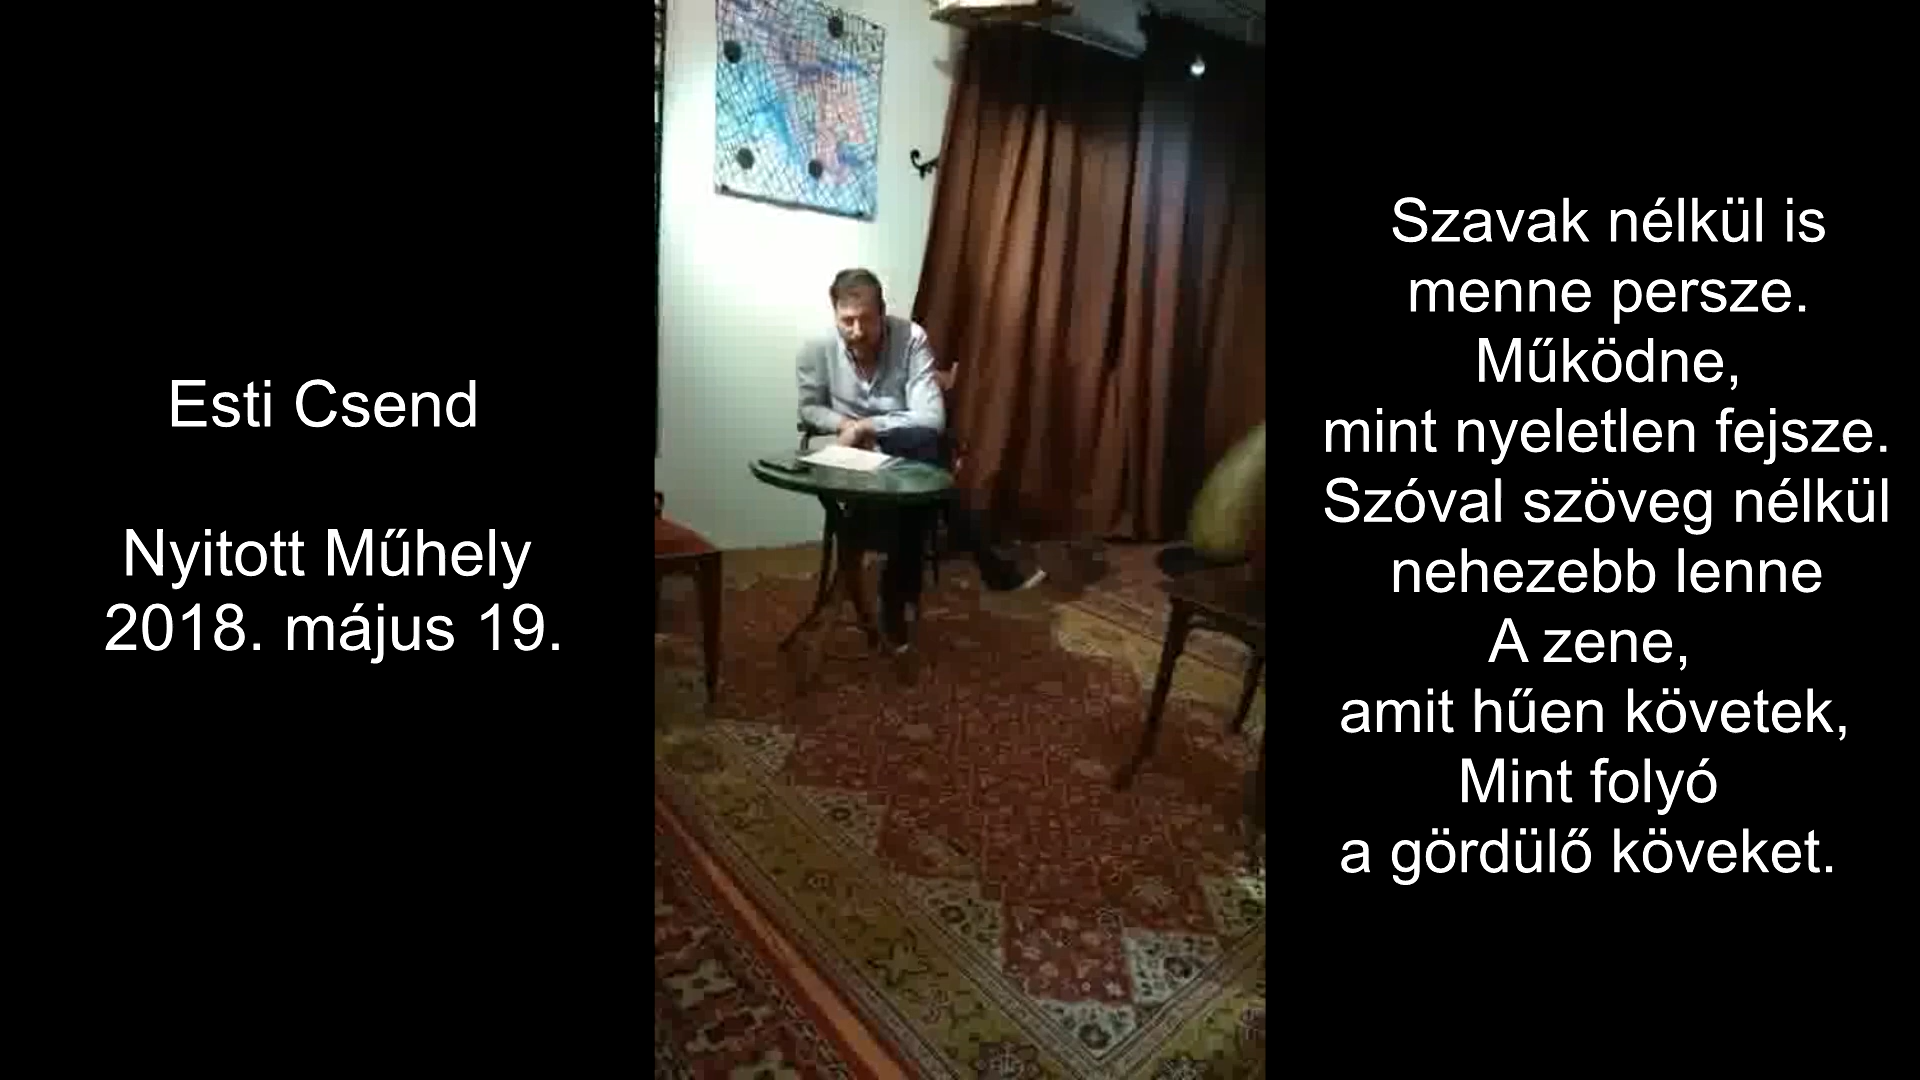 Esti Csend
Nyitott Műhely
2018. május 19.
Szavak nélkül is
menne persze.
Működne,
mint nyeletlen fejsze.
Szóval szöveg nélkül
nehezebb lenne
A zene,
amit hűen követek,
Mint folyó
a gördülő köveket.